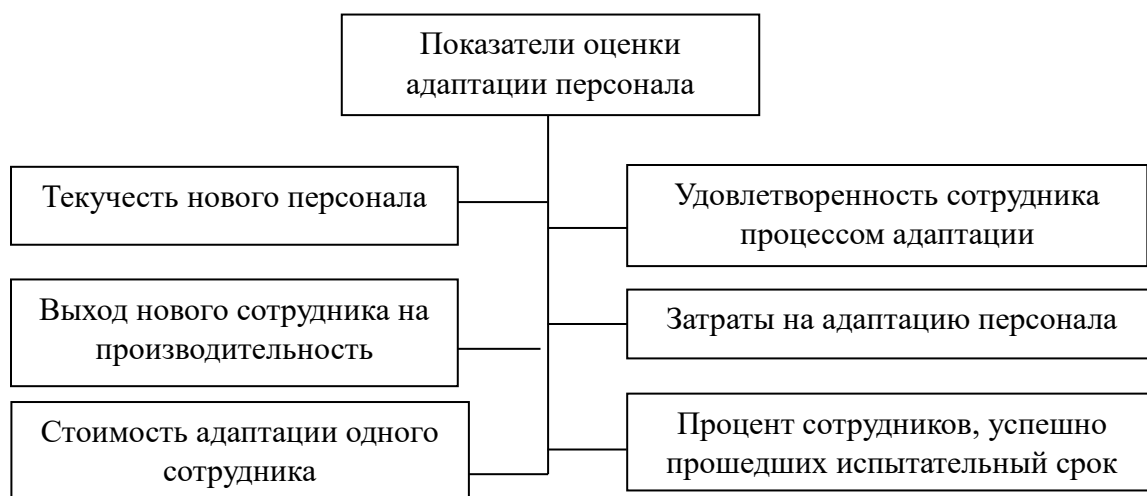 Показатели оценки
адаптации персонала
Текучесть нового персонала
Удовлетворенность сотрудника
процессом адаптации
Выход нового сотрудника на
производительность
Затраты на адаптацию персонала
Стоимость адаптации одного
сотрудника
Процент сотрудников, успешно
прошедших испытательный срок